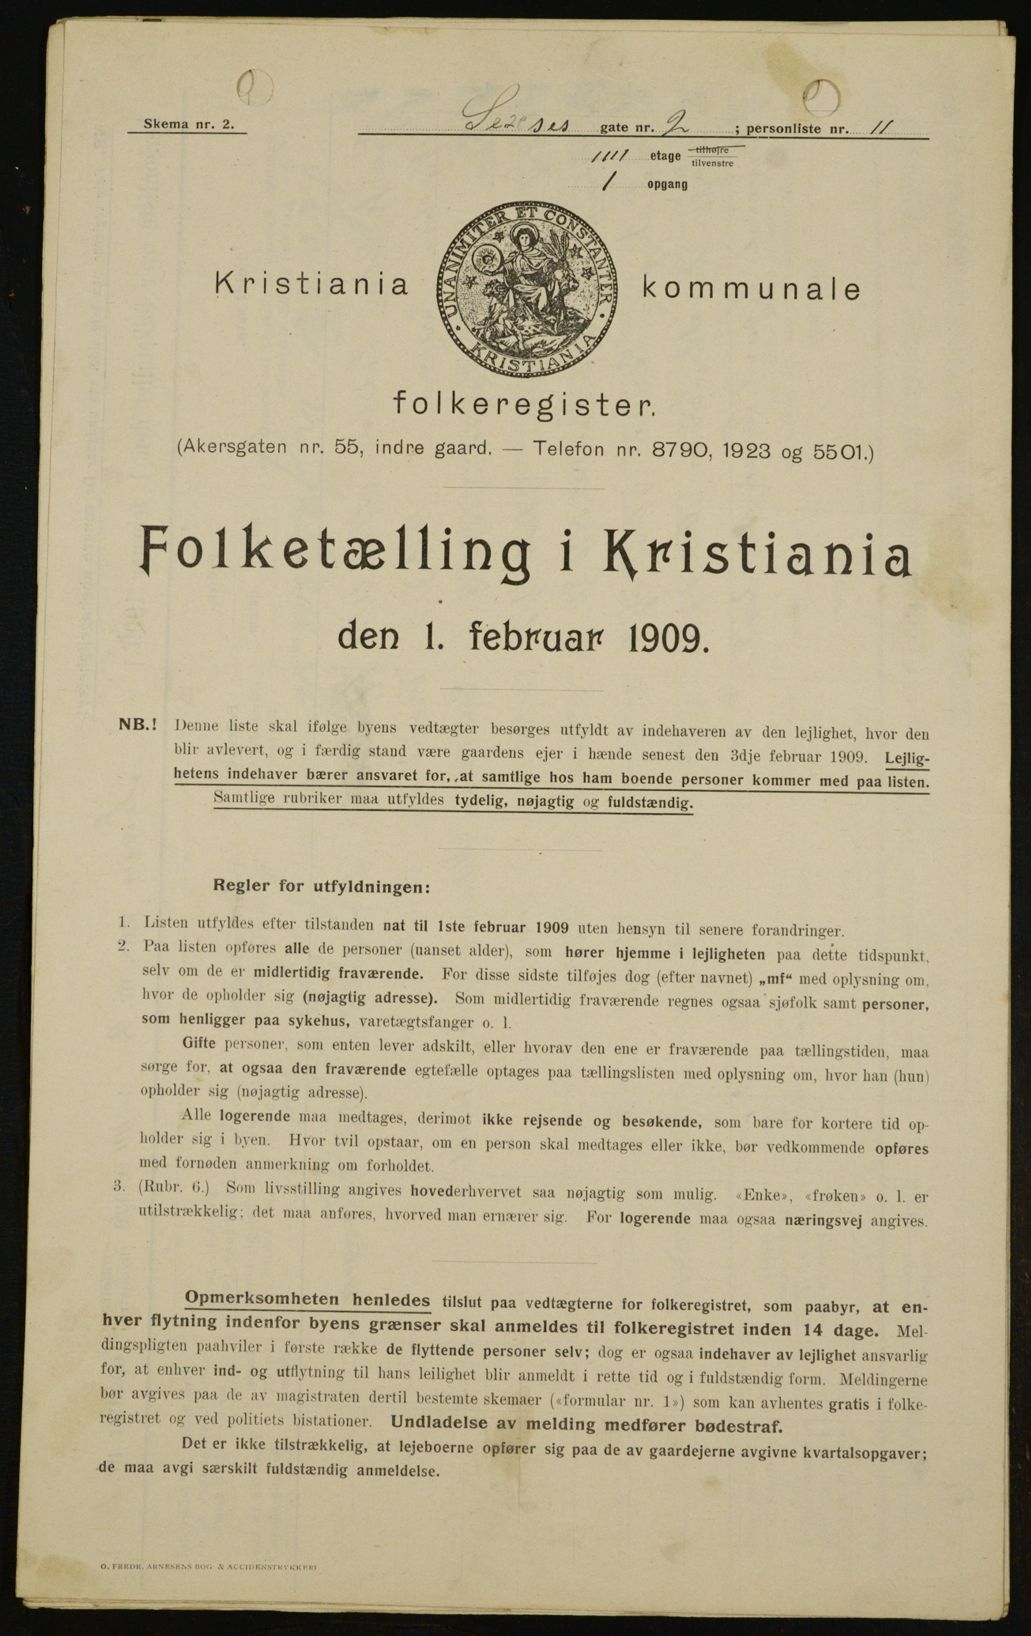 Skema nr. 2.
gate nr. 2 ; personliste nr. 11
1111 etage tilhøjre
tilvenstre
1 opgang
UNANIMITER ET CONSTANTER · KRISTIANIA ·
Kristiania kommunale
folkeregister.
(Akersgaten nr. 55, indre gaard. — Telefon nr. 8790, 1923 og 5501.)
Folketælling i Kristiania
den 1. februar 1909.
NB.! Denne liste skal ifølge byens vedtægter besørges utfyldt av indehaveren av den lejlighet, hvor den
blir avlevert, og i færdig stand være gaardens ejer i hænde senest den 3dje februar 1909. Lejlig-
hetens indehaver bærer ansvaret for, at samtlige hos ham boende personer kommer med paa listen.
Samtlige rubriker maa utfyldes tydelig, nøjagtig og fuldstændig.
Regler for utfyldningen:
1. Listen utfyldes efter tilstanden nat til 1ste februar 1909 uten hensyn til senere forandringer.
2. Paa listen opføres alle de personer (uanset alder), som hører hjemme i lejligheten paa dette tidspunkt,
selv om de er midlertidig fraværende. For disse sidste tilføjes dog (efter navnet) „mf“ med oplysning om,
hvor de opholder sig (nøjagtig adresse). Som midlertidig fraværende regnes ogsaa sjøfolk samt personer,
som henligger paa sykehus, varetægtsfanger o. l.
Gifte personer, som enten lever adskilt, eller hvorav den ene er fraværende paa tællingstiden, maa
sørge for, at ogsaa den fraværende egtefælle optages paa tællingslisten med oplysning om, hvor han (hun)
opholder sig (nøjagtig adresse).
Alle logerende maa medtages, derimot ikke rejsende og besøkende, som bare for kortere tid op-
holder sig i byen. Hvor tvil opstaar, om en person skal medtages eller ikke, bør vedkommende opføres
med fornøden anmerkning om forholdet.
3. (Rubr. 6.) Som livsstilling angives hovederhvervet saa nøjagtig som mulig. «Enke», «frøken» o. l. er
utilstrækkelig; det maa anføres, hvorved man ernærer sig. For logerende maa ogsaa næringsvej angives.
Opmerksomheten henledes tilslut paa vedtægterne for folkeregistret, som paabyr, at en-
hver flytning indenfor byens grænser skal anmeldes til folkeregistret inden 14 dage. Mel-
dingspligten paahviler i første række de flyttende personer selv; dog er ogsaa indehaver av lejlighet ansvarlig
for, at enhver ind- og utflytning til hans leilighet blir anmeldt i rette tid og i fuldstændig form. Meldingerne
bør avgives paa de av magistraten dertil bestemte skemaer («formular nr. 1») som kan avhentes gratis i folke-
registret og ved politiets bistationer. Undladelse av melding medfører bødestraf.
Det er ikke tilstrækkelig, at lejeboerne opfører sig paa de av gaardejerne avgivne kvartalsopgaver;
de maa avgi særskilt fuldstændig anmeldelse.
O. FREDR. ARNESENS BOG- & ACCIDENSTRYKKERI